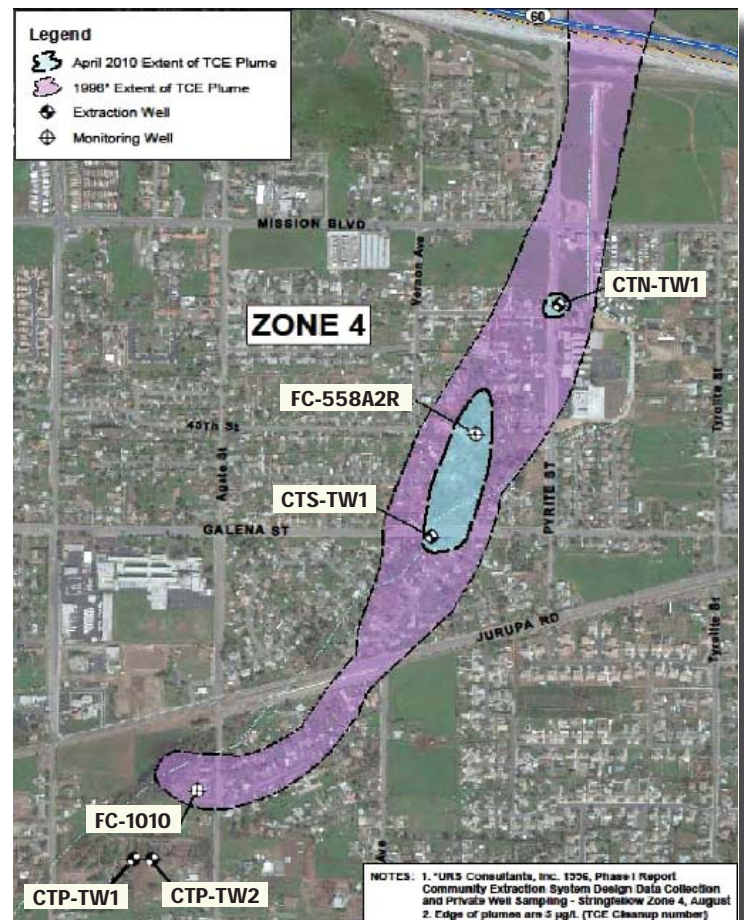 Legend
April 2010 Extent of TCE Plume
1996* Extent of TCE Plume
Extraction Well
Monitoring Well
60
MISSION BLVD
Vernon Ave
CTN-TW1
ZONE 4
FC-558A2R
Tyrolite St
45Th St
Agate St
CTS-TW1
PYRITE ST
GALENA ST
JURUPA RD
Tyrolite St
FC-1010
Ave
CTP-TW1
CTP-TW2
NOTES: 1. *URS Consultants, Inc. 1996, Phase I Report
Community Extraction System Design Data Collection
and Private Well Sampling - Stringfellow Zone 4, August
2. Edge of plumes are 5 µg/L (TCE Cleanup number)